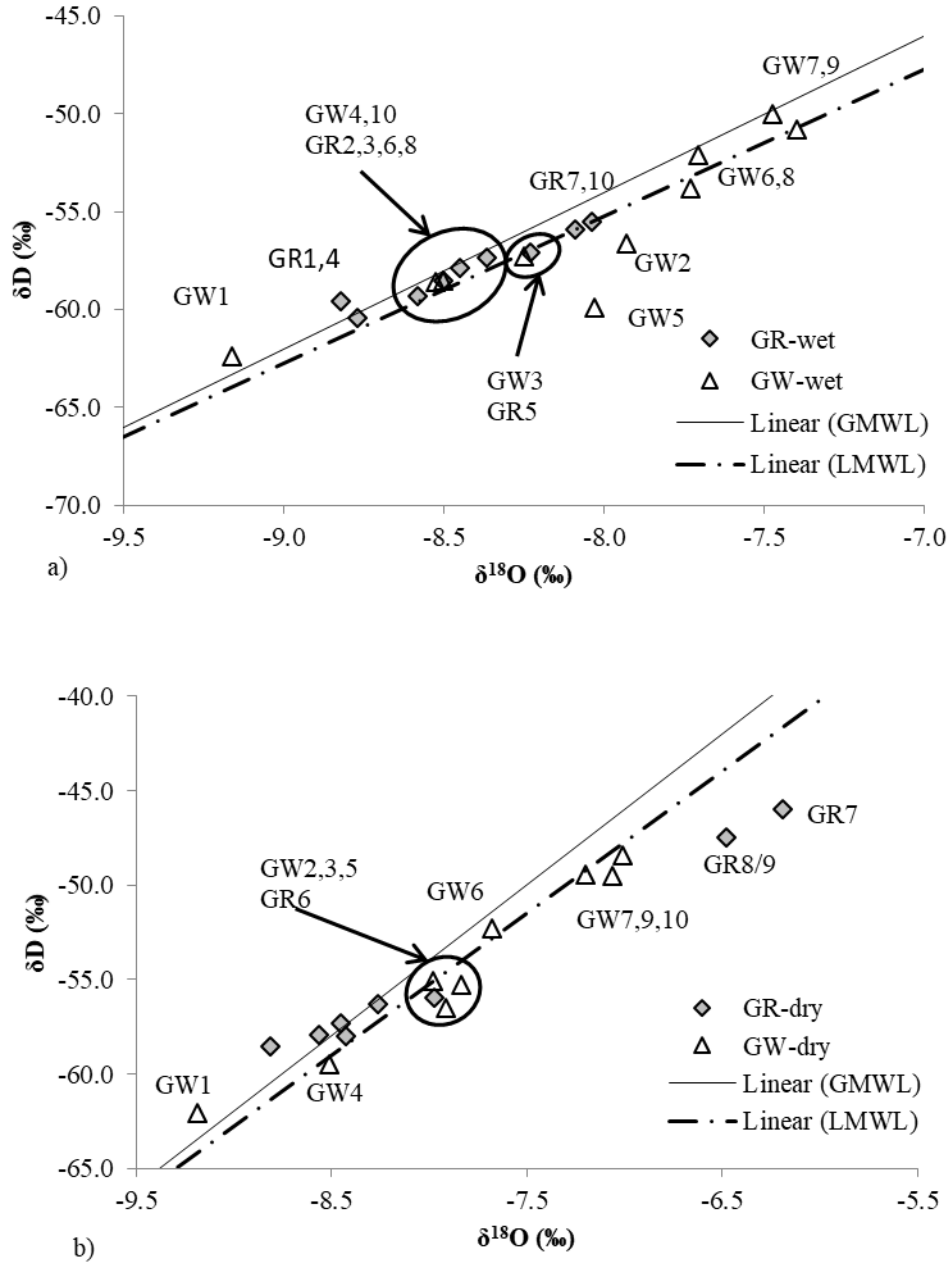 -45.0
GW7,9
-50.0
GW4,10
GR2,3,6,8
GR7,10
GW6,8
-55.0
GR1,4
GW2
δD (‰)
GW1
-60.0
GW5
GR-wet
GW3
GR5
GW-wet
-65.0
Linear (GMWL)
Linear (LMWL)
-70.0
-9.5 -9.0 -8.5 -8.0 -7.5 -7.0
a)
δ18O (‰)
-40.0
-45.0
GR7
GR8/9
GW2,3,5
GR6
GW6
-50.0
GW7,9,10
δD (‰)
-55.0
GR-dry
GW-dry
-60.0
GW1
GW4
Linear (GMWL)
Linear (LMWL)
-65.0
-9.5 -8.5 -7.5 -6.5 -5.5
δ18O (‰)
b)